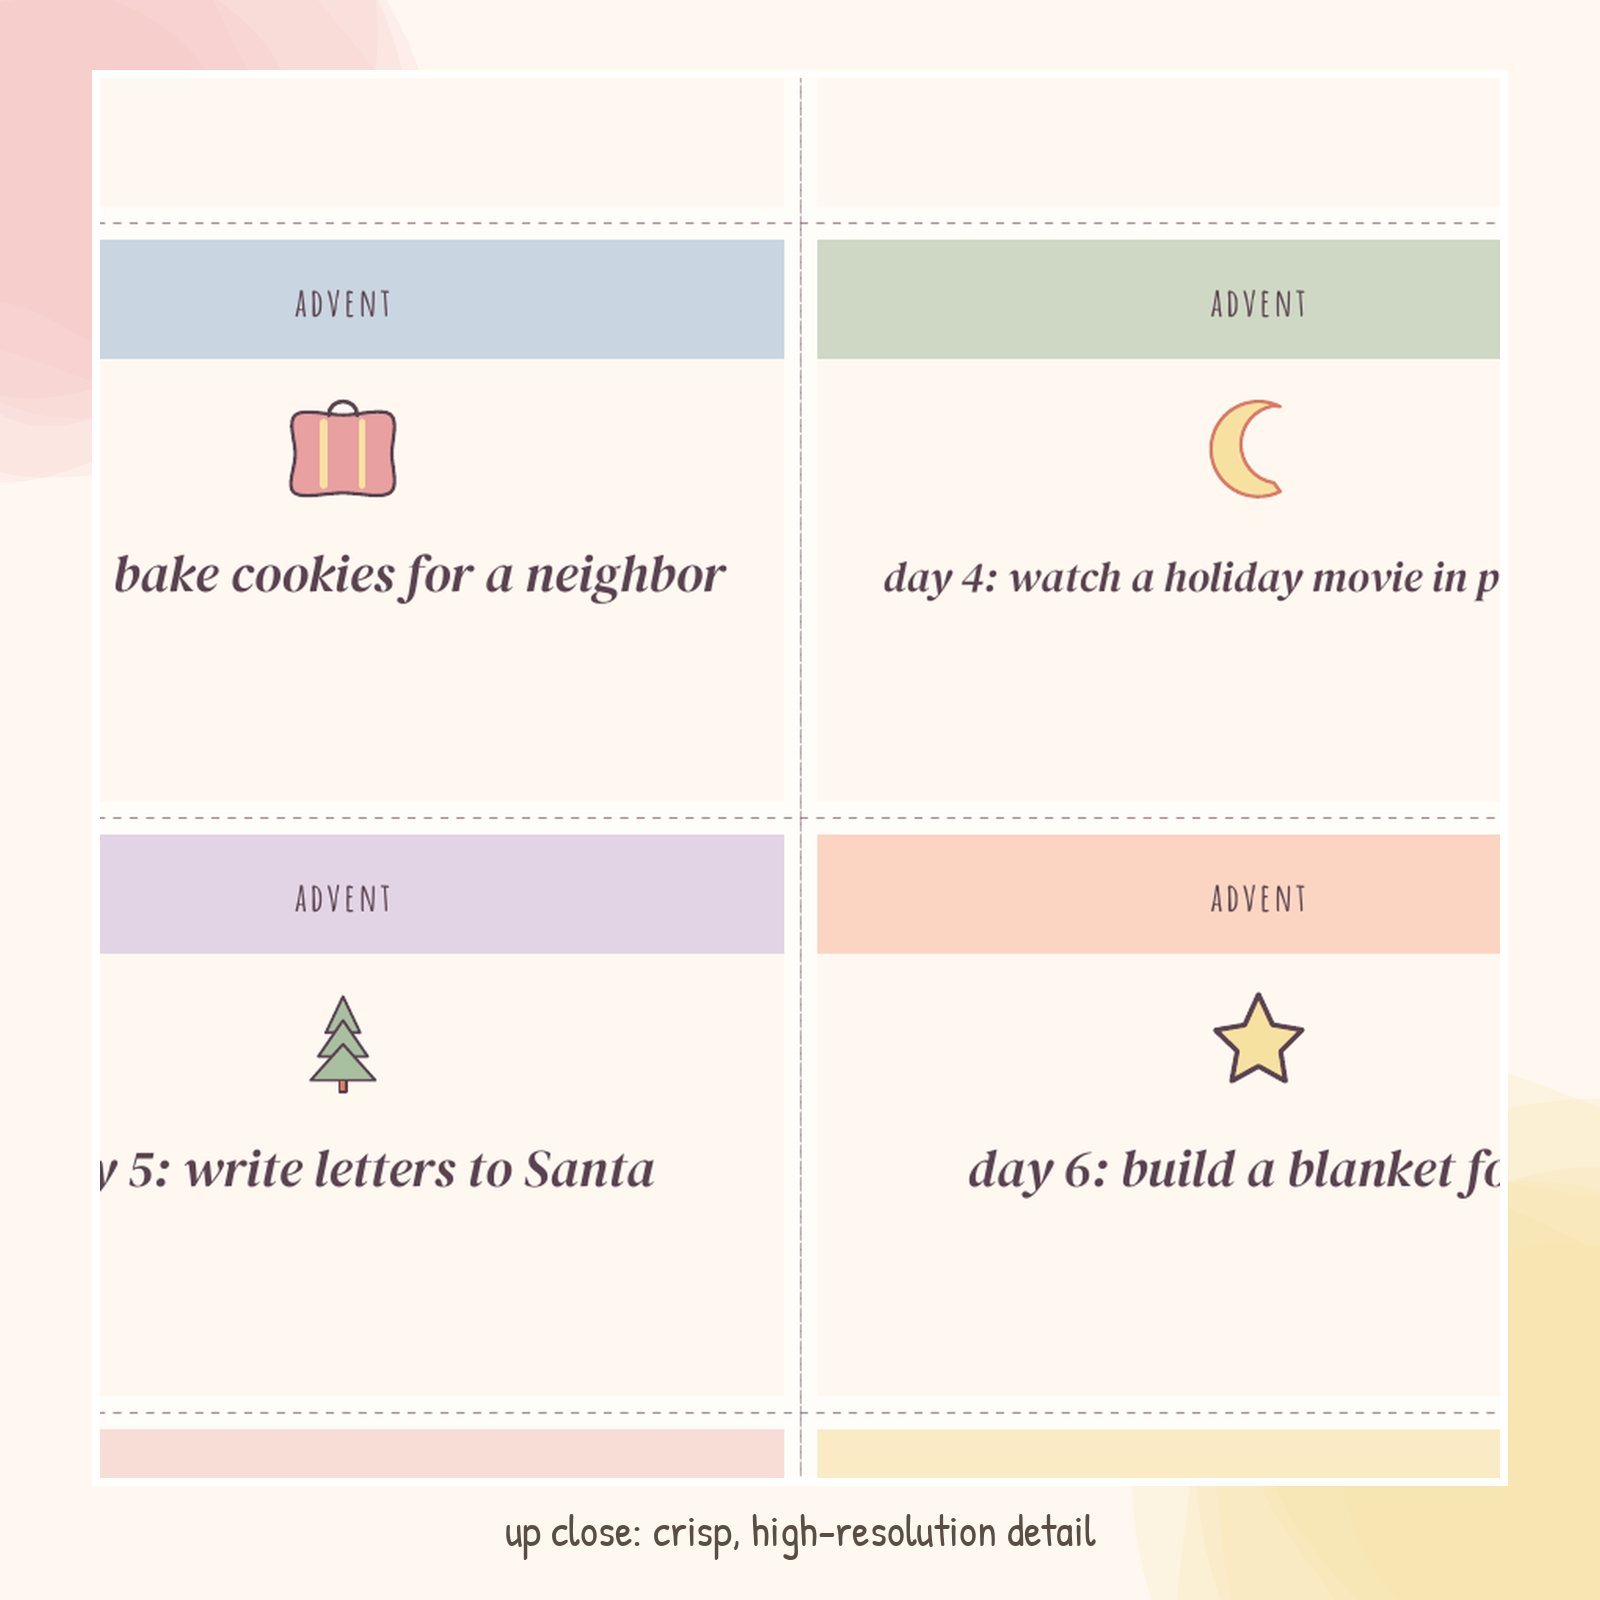 ADVENT
ADVENT
bake cookies for a neighbor
day 4: watch a holiday movie in p
ADVENT
ADVENT
y 5: write letters to Santa
day 6: build a blanket fo
up close: crisp, high-resolution detail